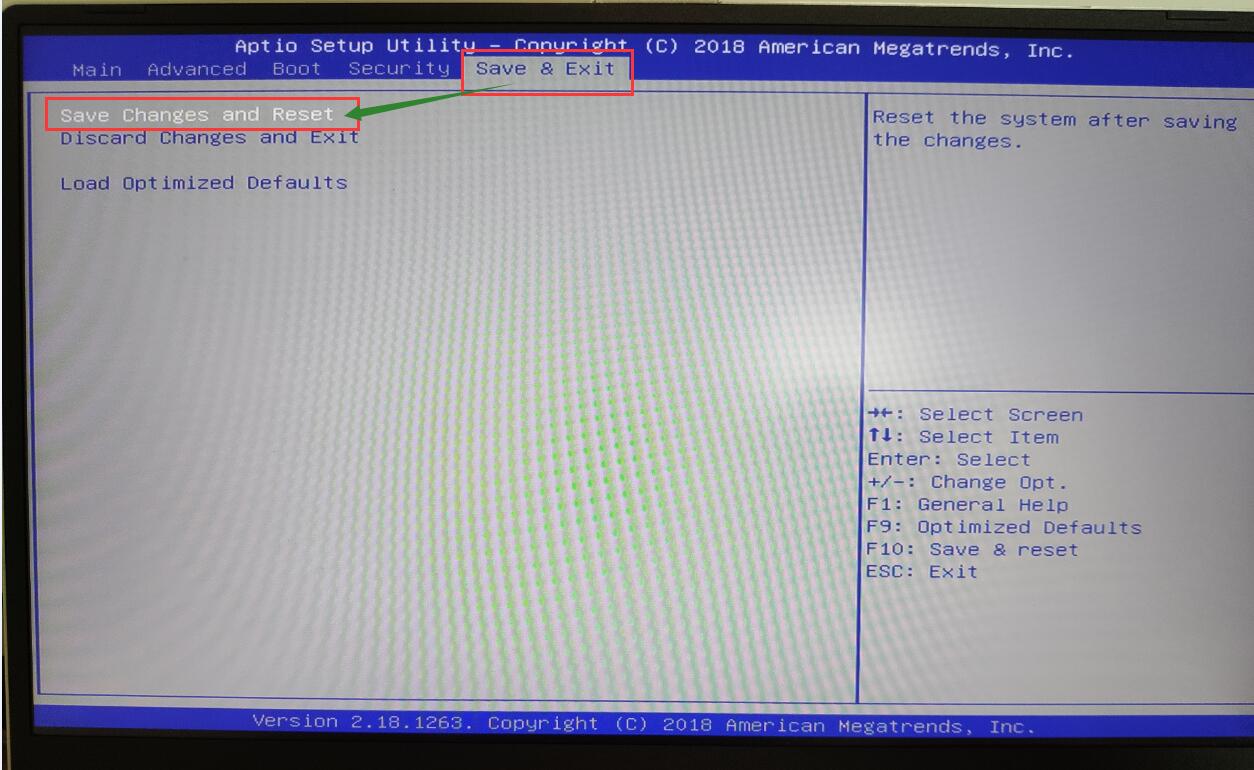 Aptio Setup Utility - Copyright (C) 2018 American Megatrends, Inc.
Main Advanced Boot Security Save & Exit
Save Changes and Reset
Discard Changes and Exit
Load Optimized Defaults
Reset the system after saving
the changes.
→←: Select Screen
↑↓: Select Item
Enter: Select
+/-: Change Opt.
F1: General Help
F9: Optimized Defaults
F10: Save & reset
ESC: Exit
Version 2.18.1263. Copyright (C) 2018 American Megatrends, Inc.